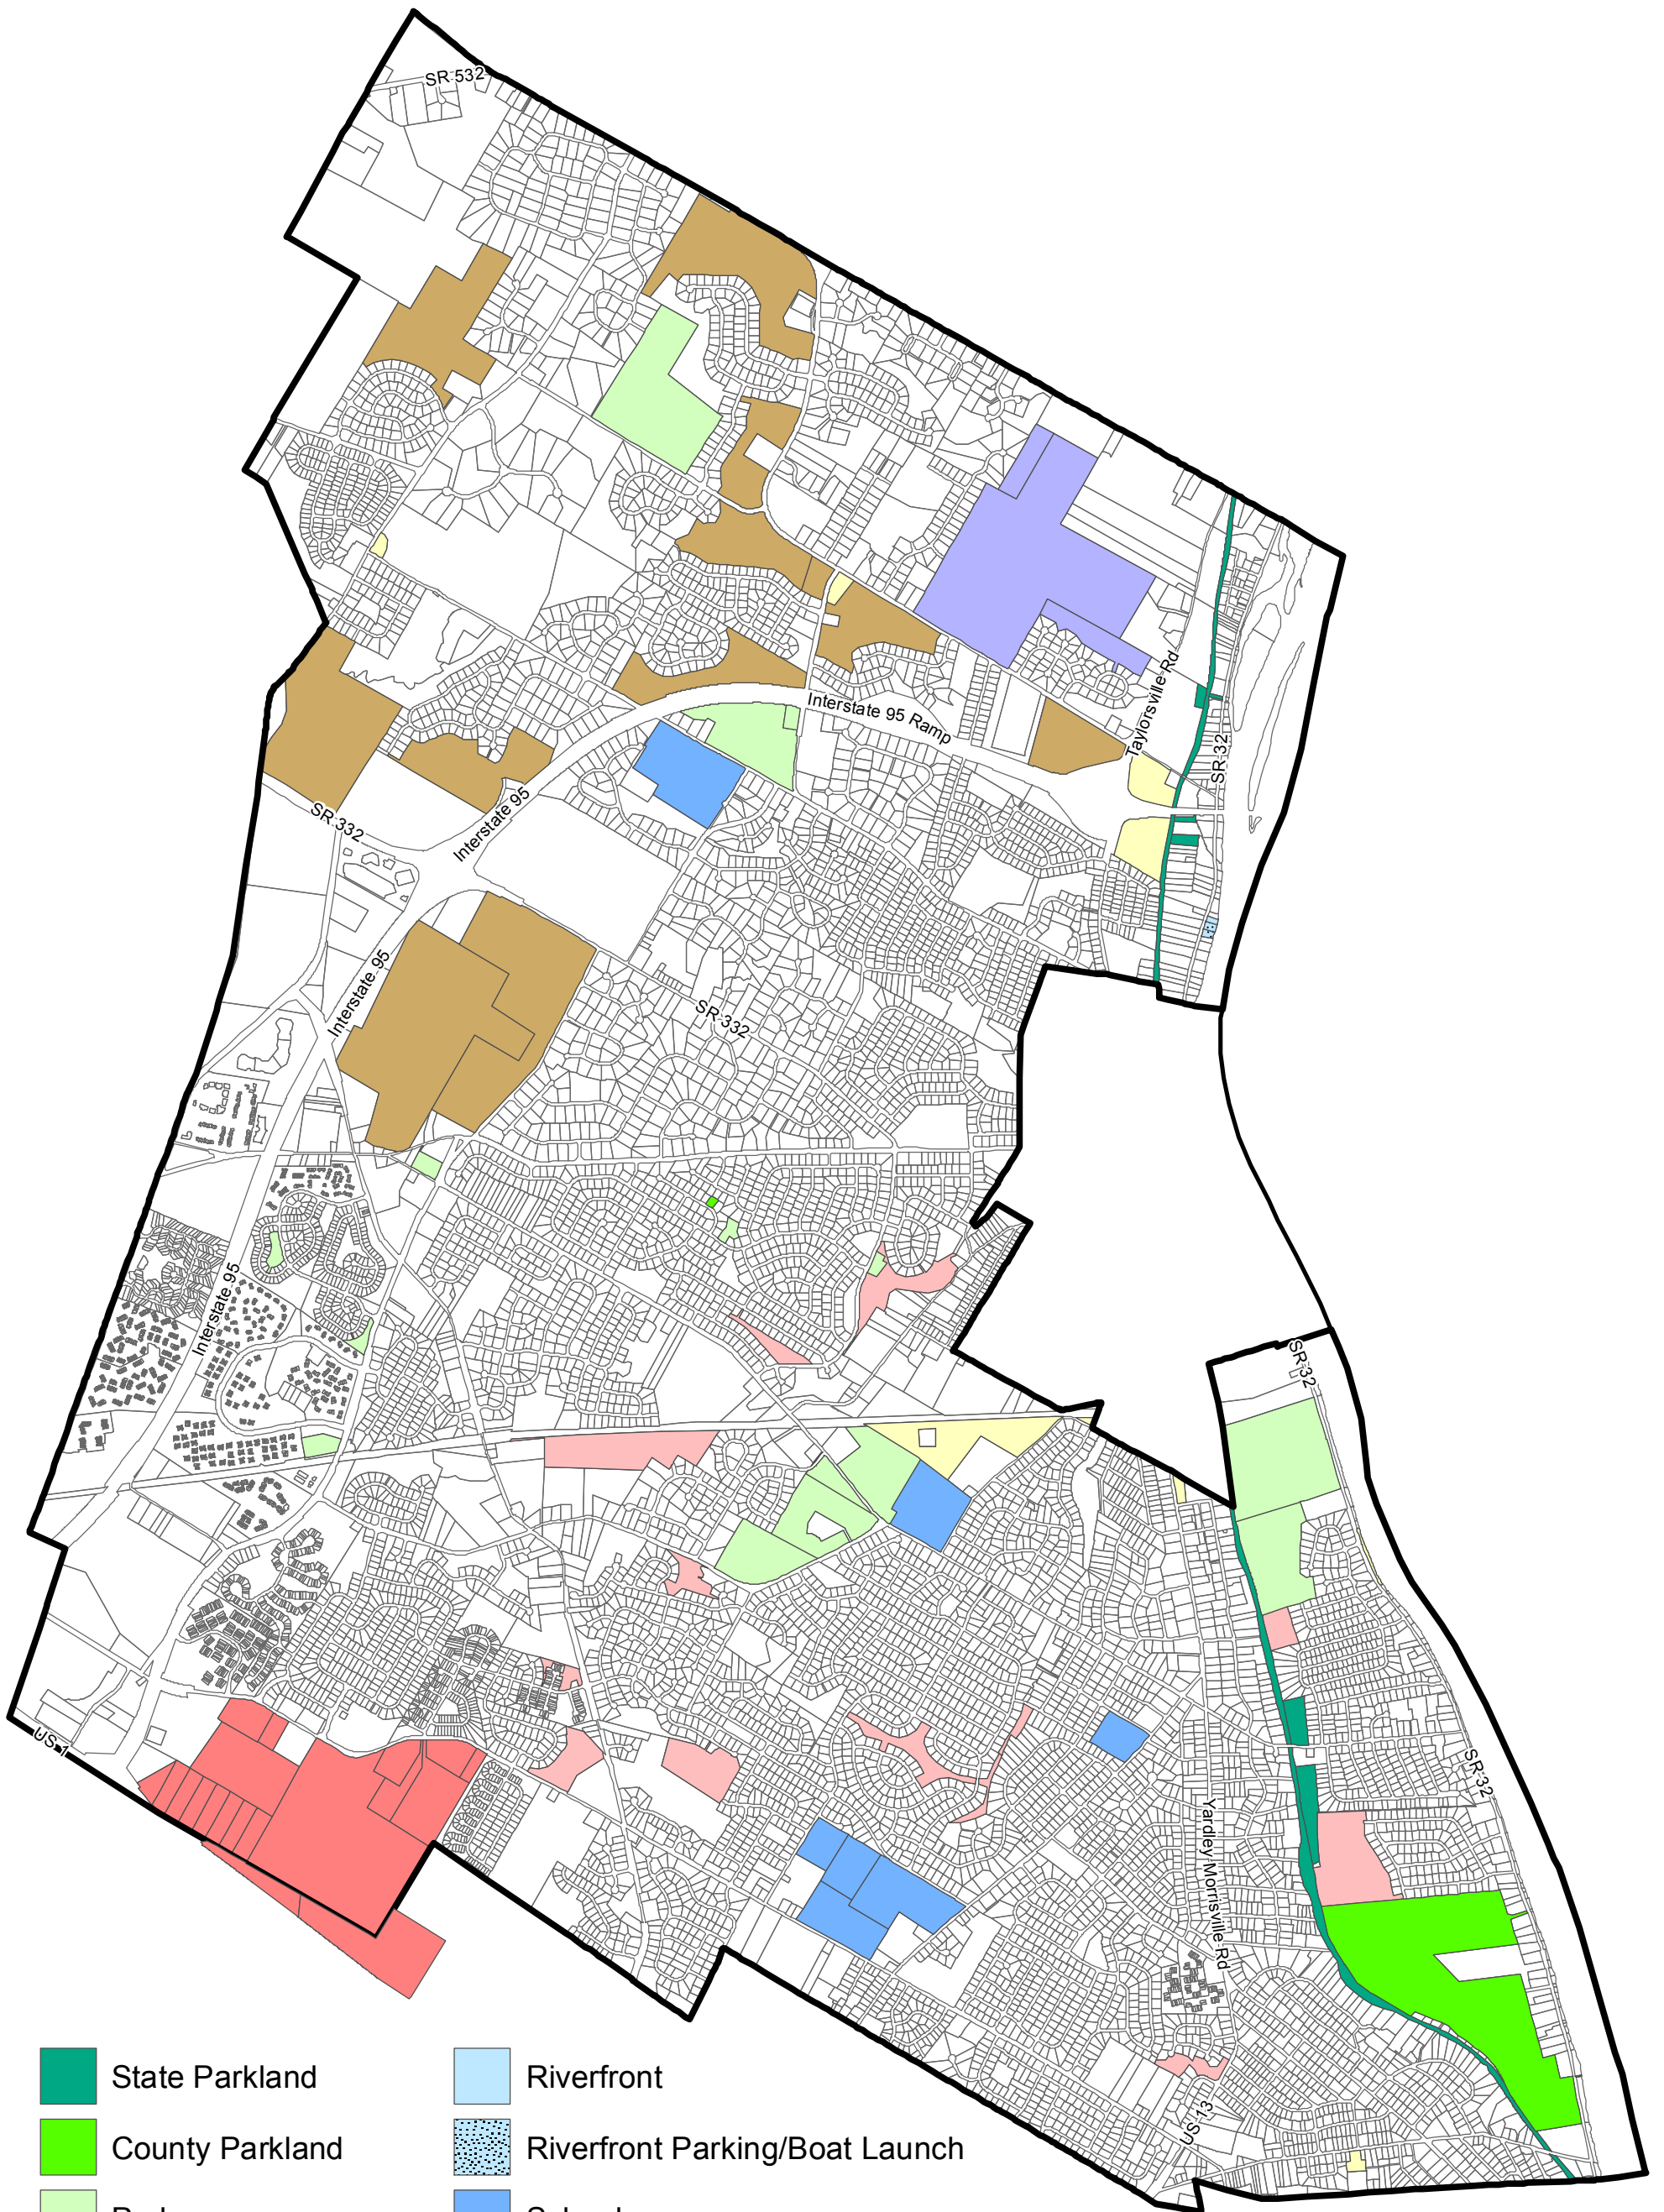 SR 532
Interstate 95 Ramp
Taylorsville Rd
SR 32
SR 332
Interstate 95
Interstate 95
SR 332
Interstate 95
SR 32
US 1
SR 32
Yardley Morrisville Rd
US 13
State Parkland
Riverfront
County Parkland
Riverfront Parking/Boat Launch